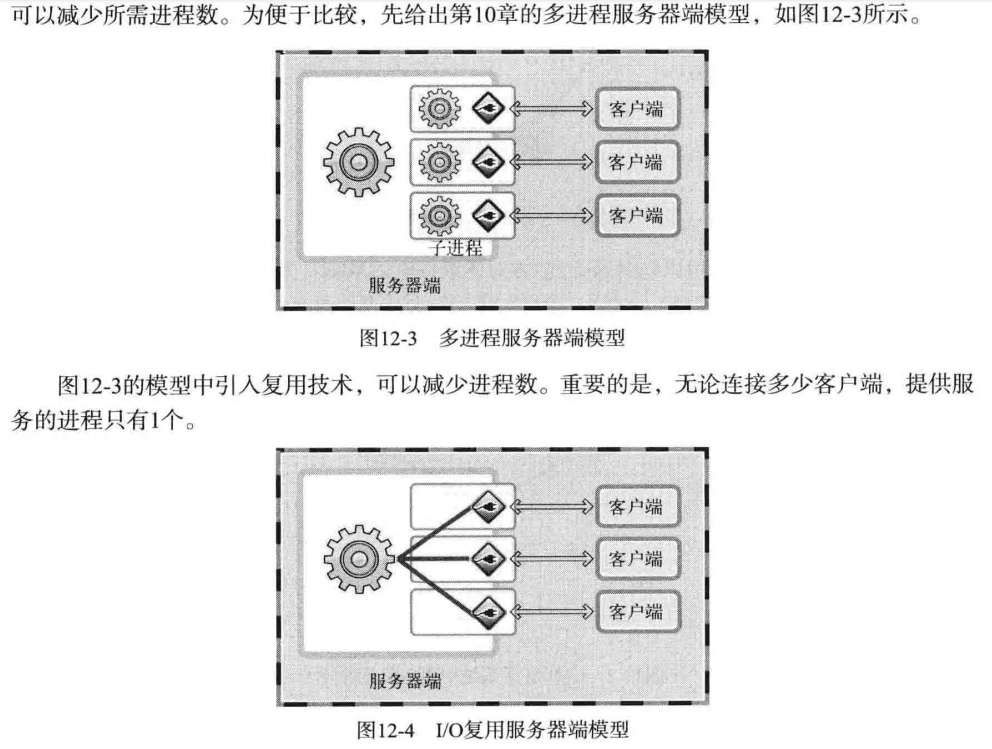 可以减少所需进程数。为便于比较，先给出第10章的多进程服务器端模型，如图12-3所示。
客户端
客户端
客户端
子进程
服务器端
图12-3 多进程服务器端模型
图12-3的模型中引入复用技术，可以减少进程数。重要的是，无论连接多少客户端，提供服
务的进程只有1个。
客户端
客户端
客户端
服务器端
图12-4 I/O复用服务器端模型